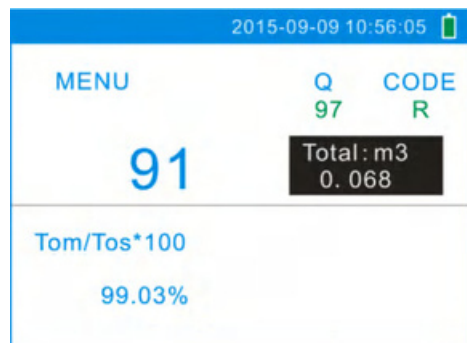 2015-09-09 10:56:05
MENU Q CODE
97 R
91 Total:m3
0.068
Tom/Tos*100
99.03%